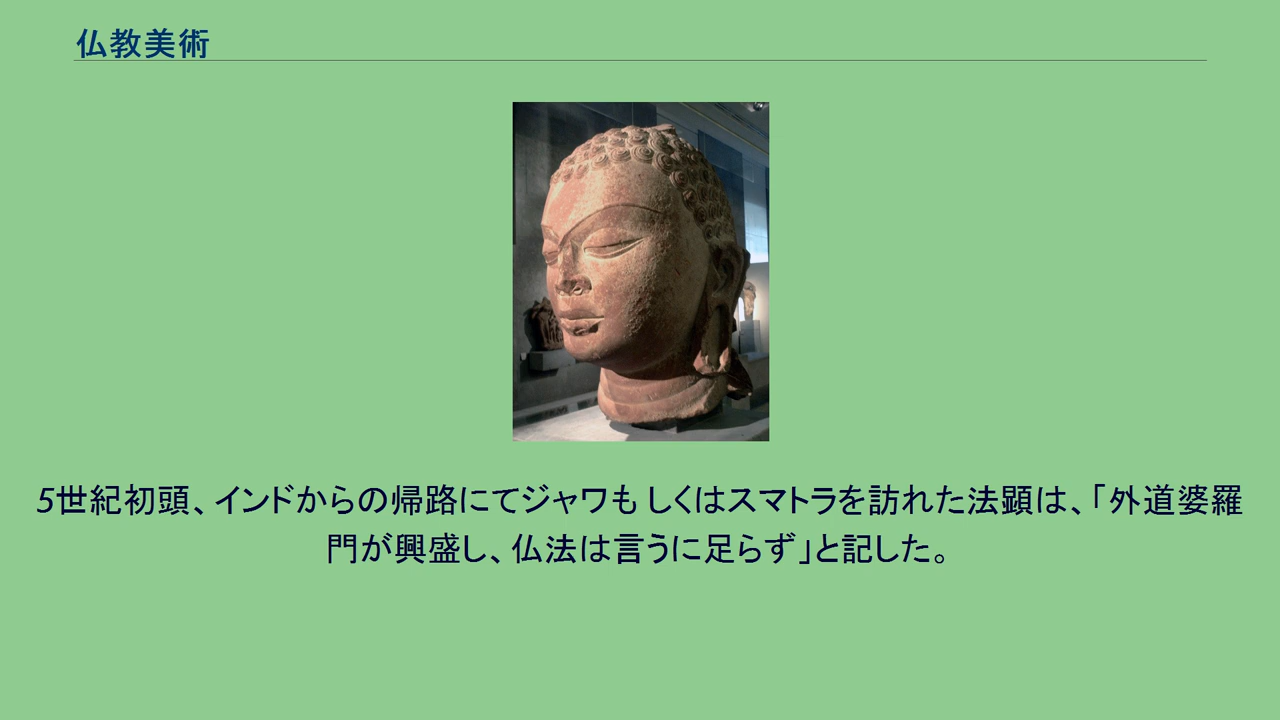 仏教美術
5世紀初頭、インドからの帰路にてジャワもしくはスマトラを訪れた法顕は、「外道婆羅
門が興盛し、仏法は言うに足らず」と記した。